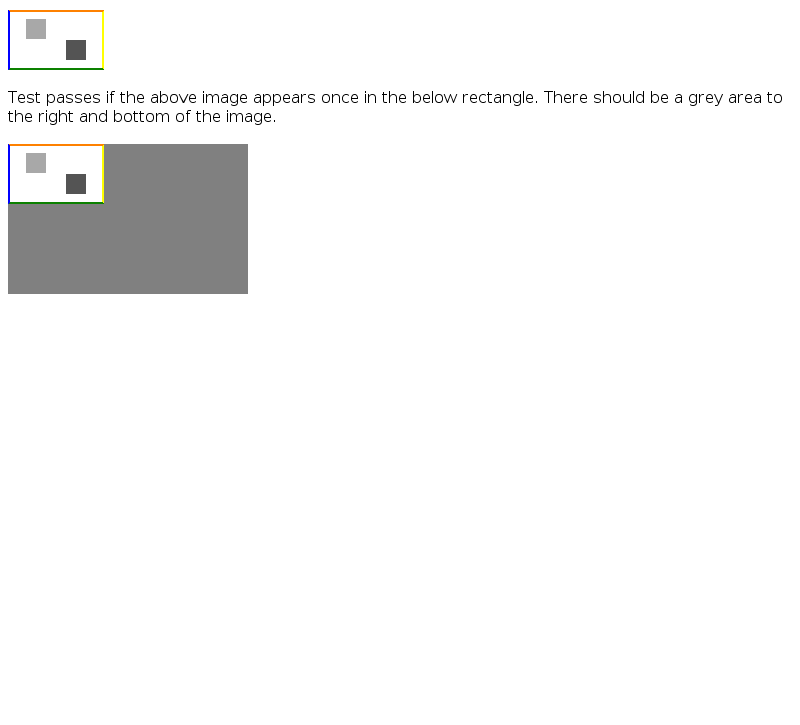 Test passes if the above image appears once in the below rectangle. There should be a grey area to
the right and bottom of the image.